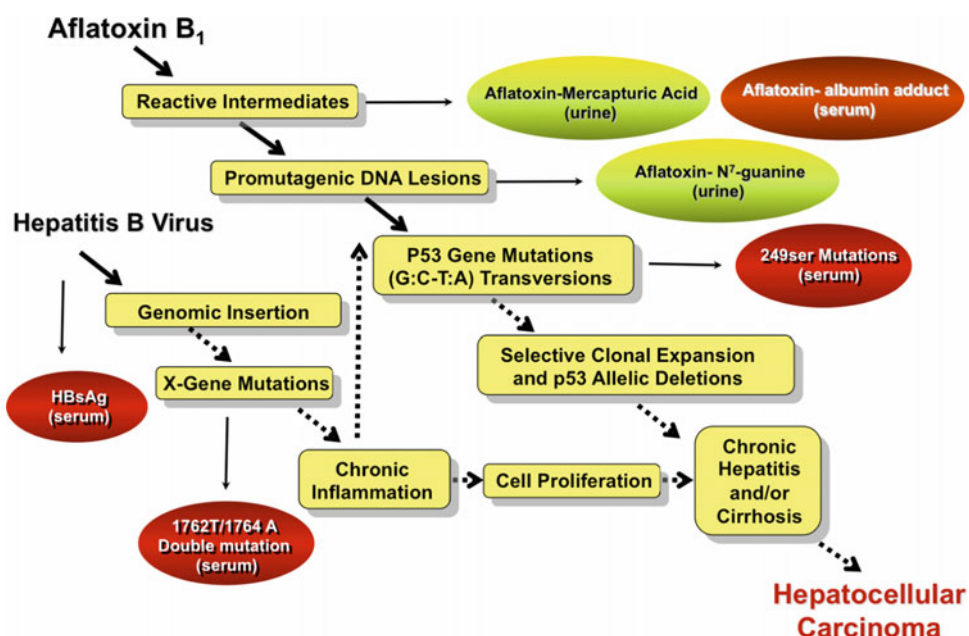 Aflatoxin B₁
Reactive Intermediates
Aflatoxin-Mercapturic Acid
(urine)
Aflatoxin- albumin adduct
(serum)
Promutagenic DNA Lesions
Aflatoxin- N⁷-guanine
(urine)
Hepatitis B Virus
P53 Gene Mutations
(G:C-T:A) Transversions
249ser Mutations
(serum)
Genomic Insertion
Selective Clonal Expansion
and p53 Allelic Deletions
X-Gene Mutations
HBsAg
(serum)
Chronic
Inflammation
Cell Proliferation
Chronic
Hepatitis
and/or
Cirrhosis
1762T/1764 A
Double mutation
(serum)
Hepatocellular
Carcinoma